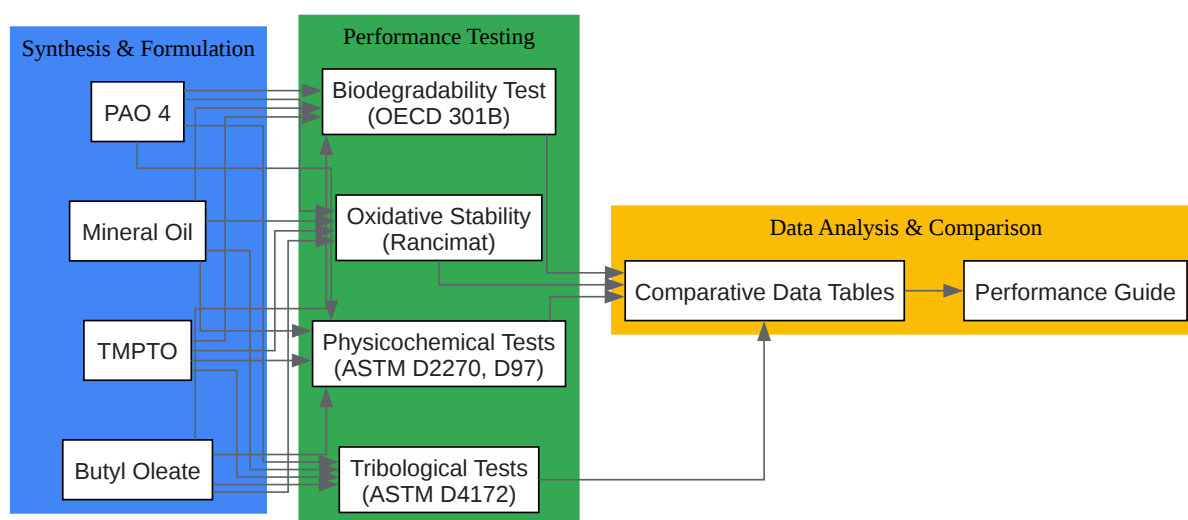 Synthesis & Formulation
PAO 4
Mineral Oil
TMPTO
Butyl Oleate
Performance Testing
Biodegradability Test
(OECD 301B)
Oxidative Stability
(Rancimat)
Physicochemical Tests
(ASTM D2270, D97)
Tribological Tests
(ASTM D4172)
Data Analysis & Comparison
Comparative Data Tables
Performance Guide